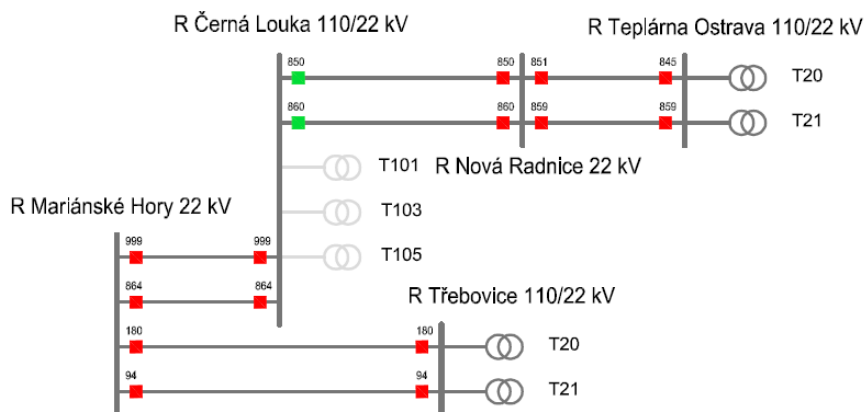 R Černá Louka 110/22 kV
R Teplárna Ostrava 110/22 kV
850
850
851
845
T20
860
860
859
859
T21
T101
R Nová Radnice 22 kV
T103
R Mariánské Hory 22 kV
999
999
T105
864
864
R Třebovice 110/22 kV
180
180
T20
94
94
T21